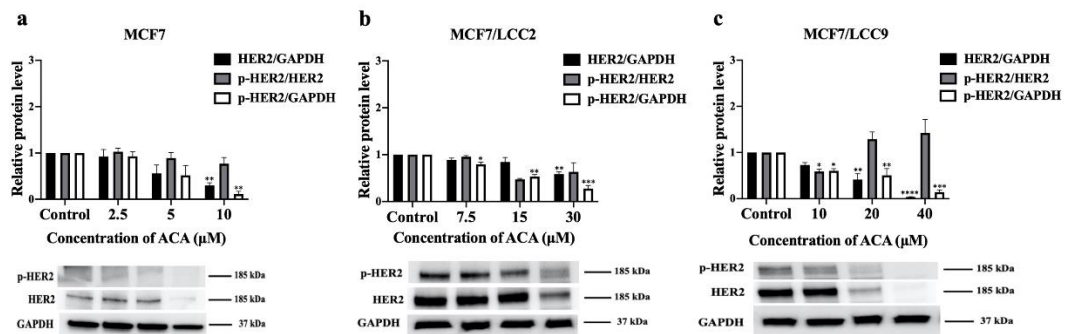 a
MCF7
HER2/GAPDH
p-HER2/HER2
p-HER2/GAPDH
Relative protein level
3
2
1
0
** **
Control 2.5 5 10
Concentration of ACA (μM)
p-HER2 185 kDa
HER2 185 kDa
GAPDH 37 kDa
b
MCF7/LCC2
HER2/GAPDH
p-HER2/HER2
p-HER2/GAPDH
Relative protein level
3
2
1
0
* ** ** ***
Control 7.5 15 30
Concentration of ACA (μM)
p-HER2 185 kDa
HER2 185 kDa
GAPDH 37 kDa
c
MCF7/LCC9
HER2/GAPDH
p-HER2/HER2
p-HER2/GAPDH
Relative protein level
3
2
1
0
* * ** ** **** ***
Control 10 20 40
Concentration of ACA (μM)
p-HER2 185 kDa
HER2 185 kDa
GAPDH 37 kDa